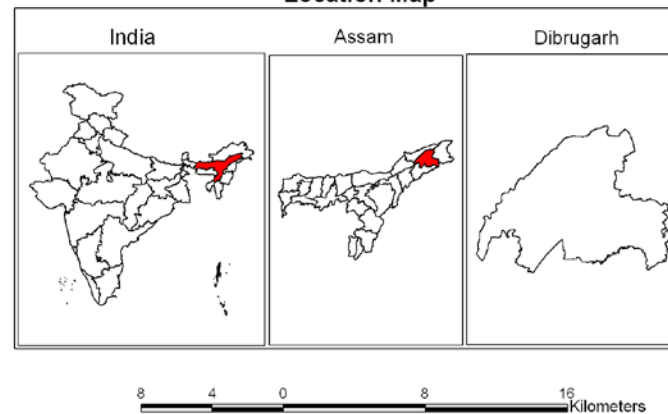 Location Map
India
Assam
Dibrugarh
8 4 0 8 16
Kilometers